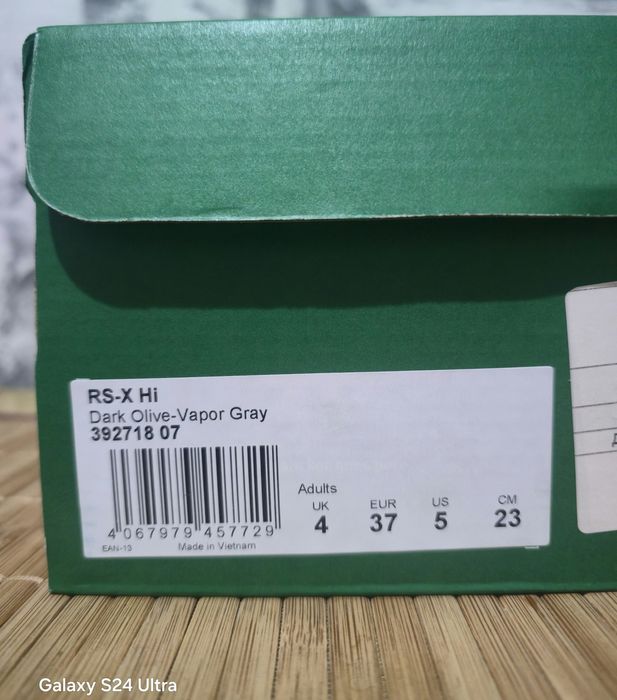 RS-X Hi
Dark Olive-Vapor Gray
392718 07
Adults
UK EUR US CM
4 37 5 23
4 067979 457729
EAN-13 Made in Vietnam
Galaxy S24 Ultra